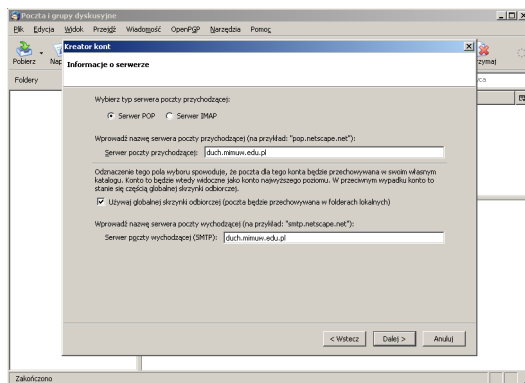 Poczta i grupy dyskusyjne
Plik Edycja Widok Przejdź Wiadomość OpenPGP Narzędzia Pomoc
Pobierz
Foldery
Kreator kont
Informacje o serwerze
Wybierz typ serwera poczty przychodzącej:
Serwer POP Serwer IMAP
Wprowadź nazwę serwera poczty przychodzącej (na przykład: "pop.netscape.net"):
Serwer poczty przychodzącej: duch.mimuw.edu.pl
Odznaczenie tego pola wyboru spowoduje, że poczta dla tego konta będzie przechowywana w swoim własnym
katalogu. Konto to będzie wtedy widoczne jako konto najwyższego poziomu. W przeciwnym wypadku konto to
stanie się częścią globalnej skrzynki odbiorczej.
Używaj globalnej skrzynki odbiorczej (poczta będzie przechowywana w folderach lokalnych)
Wprowadź nazwę serwera poczty wychodzącej (na przykład: "smtp.netscape.net"):
Serwer poczty wychodzącej (SMTP): duch.mimuw.edu.pl
< Wstecz Dalej > Anuluj
Zakończono